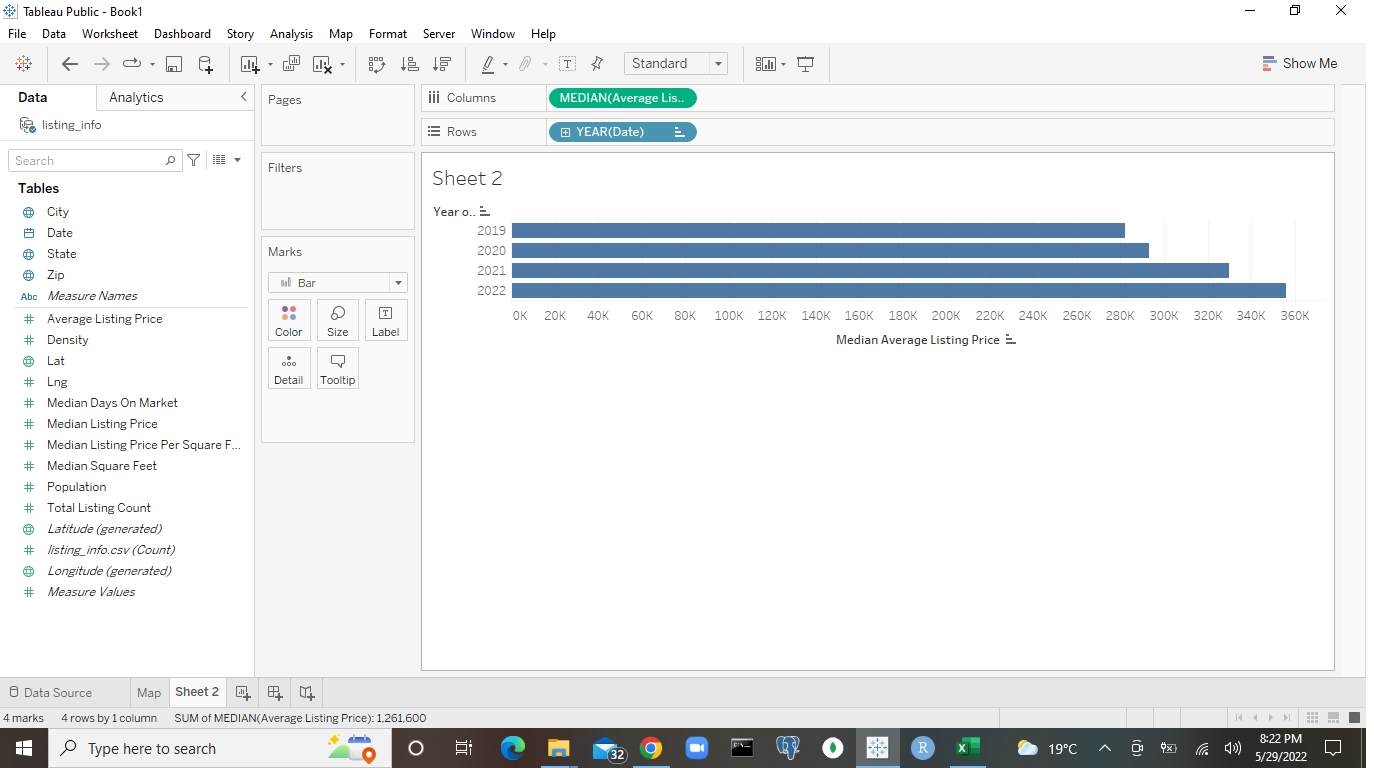 Tableau Public - Book1
File Data Worksheet Dashboard Story Analysis Map Format Server Window Help
Standard
Show Me
Data Analytics
listing_info
Search
Tables
City
Date
State
Zip
Abc Measure Names
Average Listing Price
Density
Lat
Lng
Median Days On Market
Median Listing Price
Median Listing Price Per Square F...
Median Square Feet
Population
Total Listing Count
Latitude (generated)
listing_info.csv (Count)
Longitude (generated)
Measure Values
Pages
Filters
Marks
Bar
Color Size Label
Detail Tooltip
Columns MEDIAN(Average Lis..
Rows YEAR(Date)
Sheet 2
Year o..
2019
2020
2021
2022
0K 20K 40K 60K 80K 100K 120K 140K 160K 180K 200K 220K 240K 260K 280K 300K 320K 340K 360K
Median Average Listing Price
Data Source Map Sheet 2
4 marks 4 rows by 1 column SUM of MEDIAN(Average Listing Price): 1,261,600
Type here to search
32
R
X
19°C
8:22 PM
5/29/2022